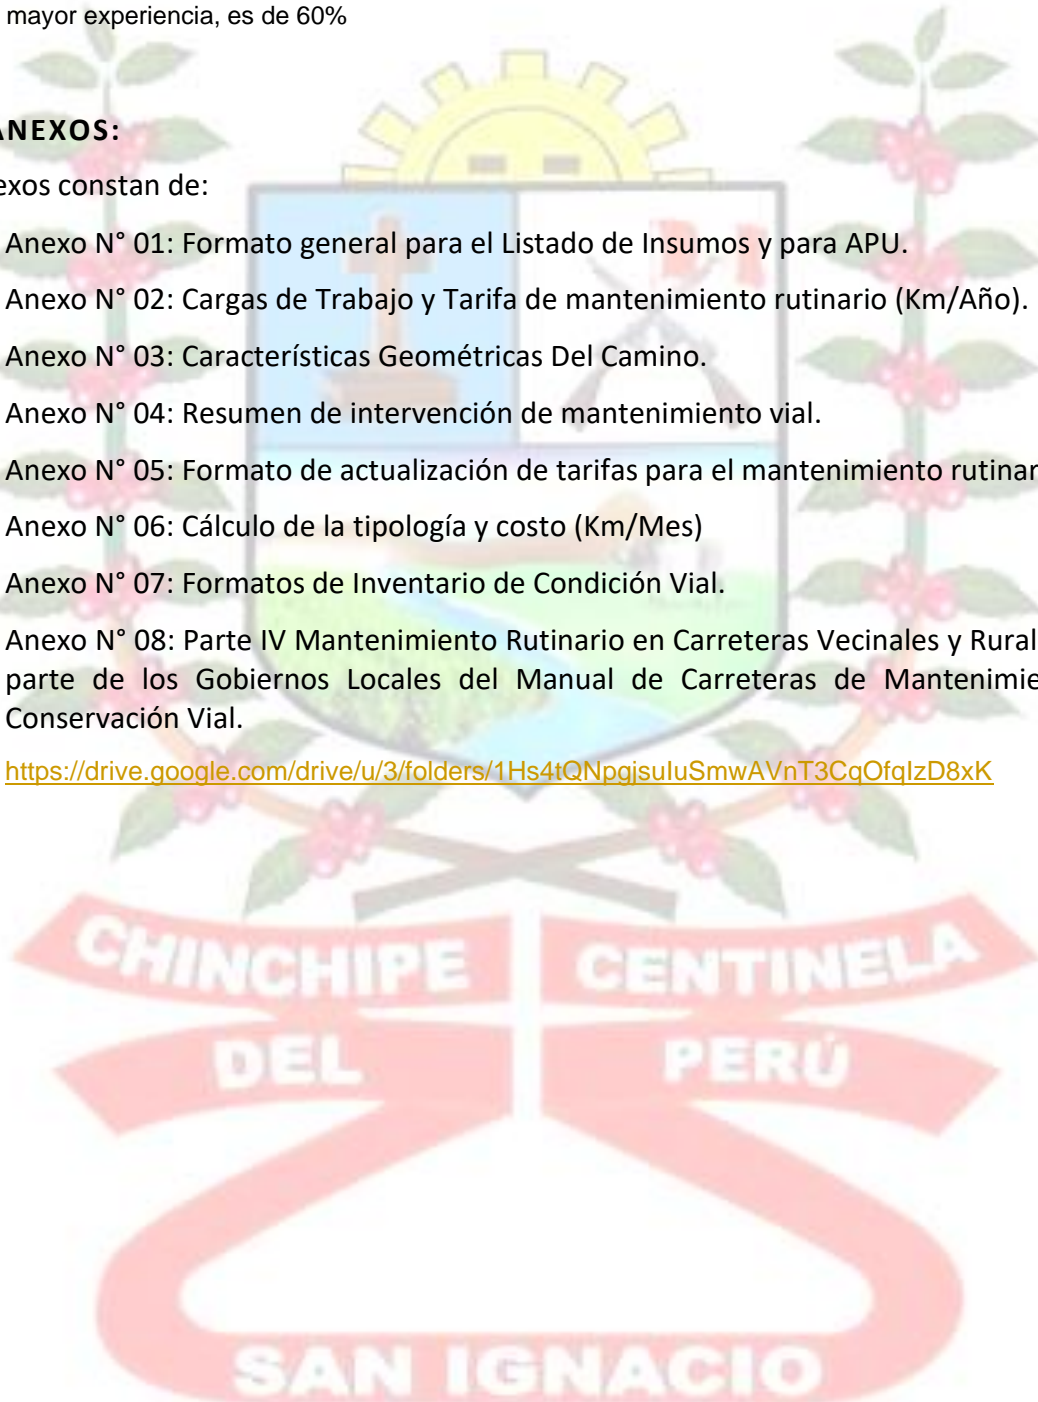 mayor experiencia, es de 60%
ANEXOS:
exos constan de:
Anexo N° 01: Formato general para el Listado de Insumos y para APU.
Anexo N° 02: Cargas de Trabajo y Tarifa de mantenimiento rutinario (Km/Año).
Anexo N° 03: Características Geométricas Del Camino.
Anexo N° 04: Resumen de intervención de mantenimiento vial.
Anexo N° 05: Formato de actualización de tarifas para el mantenimiento rutinar
Anexo N° 06: Cálculo de la tipología y costo (Km/Mes)
Anexo N° 07: Formatos de Inventario de Condición Vial.
Anexo N° 08: Parte IV Mantenimiento Rutinario en Carreteras Vecinales y Rural
parte de los Gobiernos Locales del Manual de Carreteras de Mantenimie
Conservación Vial.
https://drive.google.com/drive/u/3/folders/1Hs4tQNpgjsuIuSmwAVnT3CqOfqIzD8xK
CHINCHIPE CENTINELA
DEL PERÚ
SAN IGNACIO